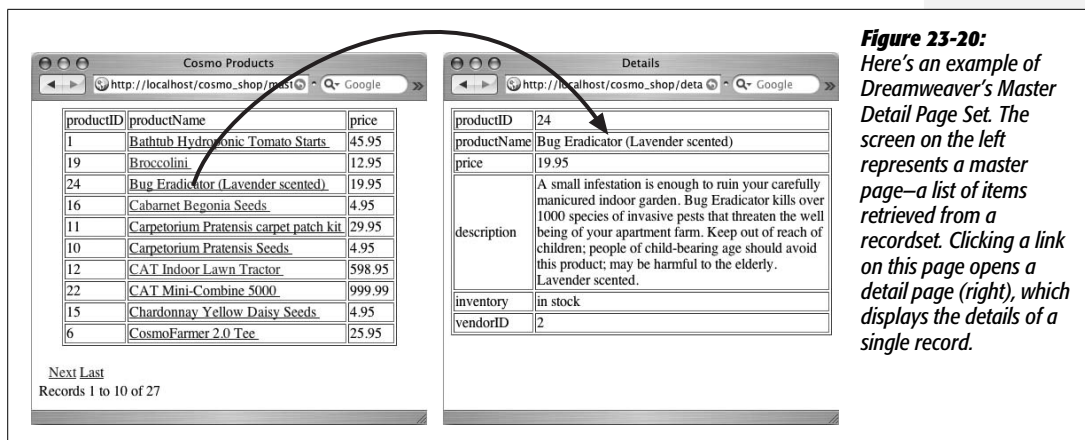 Cosmo Products
http://localhost/cosmo_shop/mast
Google
productID productName price
1 Bathtub Hydroponic Tomato Starts 45.95
19 Broccolini 12.95
24 Bug Eradicator (Lavender scented) 19.95
16 Cabarnet Begonia Seeds 4.95
11 Carpetorium Pratensis carpet patch kit 29.95
10 Carpetorium Pratensis Seeds 4.95
12 CAT Indoor Lawn Tractor 598.95
22 CAT Mini-Combine 5000 999.99
15 Chardonnay Yellow Daisy Seeds 4.95
6 CosmoFarmer 2.0 Tee 25.95
Next Last
Records 1 to 10 of 27
Details
http://localhost/cosmo_shop/deta
Google
productID 24
productName Bug Eradicator (Lavender scented)
price 19.95
description
A small infestation is enough to ruin your carefully
manicured indoor garden. Bug Eradicator kills over
1000 species of invasive pests that threaten the well
being of your apartment farm. Keep out of reach of
children; people of child-bearing age should avoid
this product; may be harmful to the elderly.
Lavender scented.
inventory in stock
vendorID 2
Figure 23-20:
Here's an example of
Dreamweaver's Master
Detail Page Set. The
screen on the left
represents a master
page—a list of items
retrieved from a
recordset. Clicking a link
on this page opens a
detail page (right), which
displays the details of a
single record.